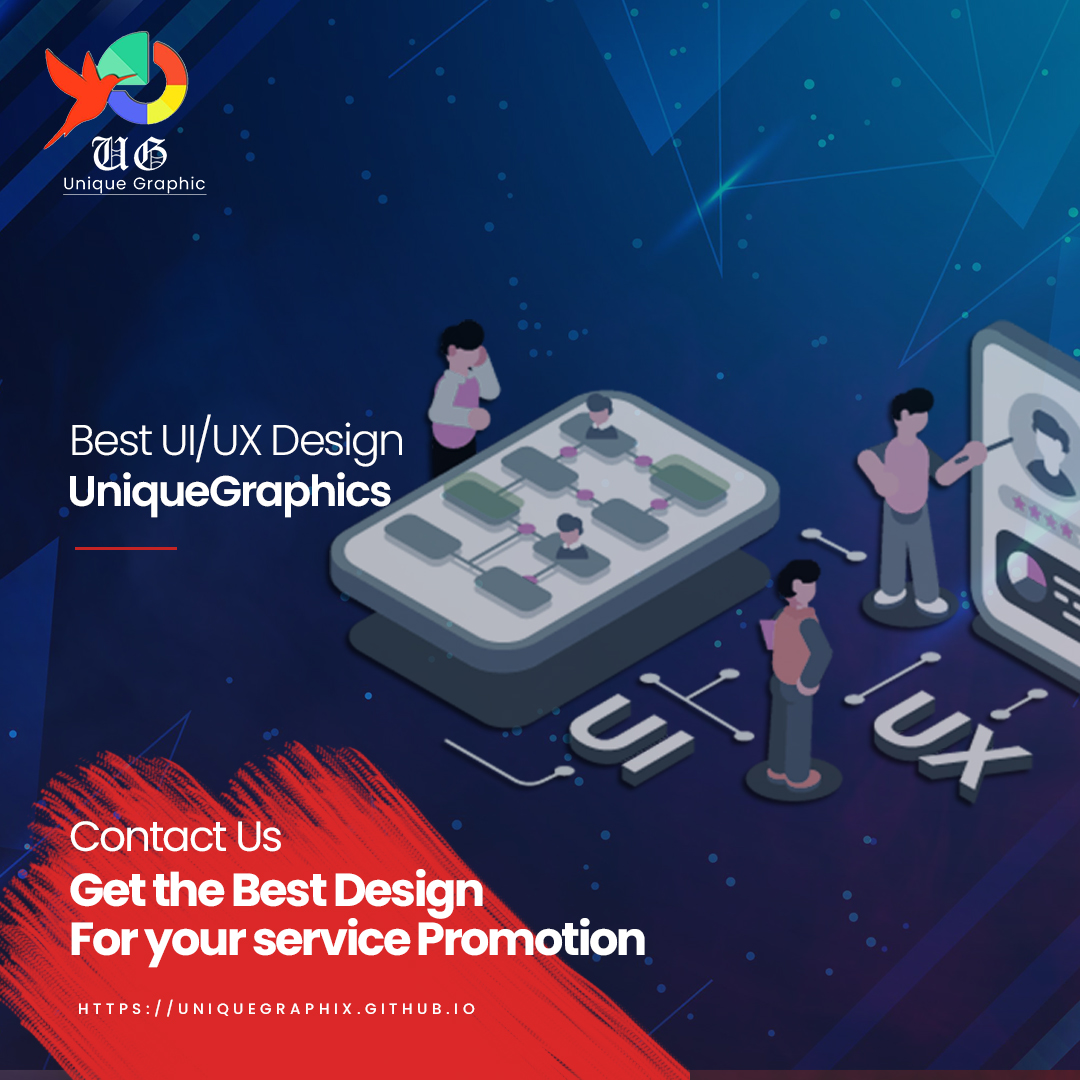 UG
Unique Graphic
Best UI/UX Design
UniqueGraphics
UI
UX
Contact Us
Get the Best Design
For your service Promotion
HTTPS://UNIQUEGRAPHIX.GITHUB.IO